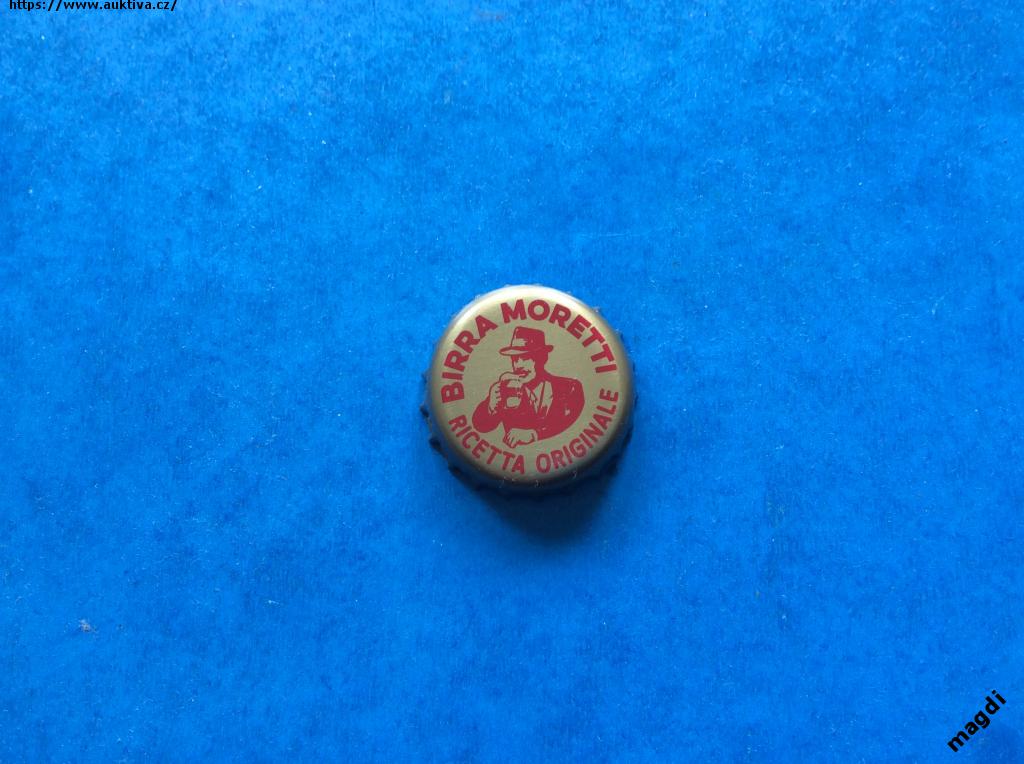 https://www.auktiva.cz/
BIRRA MORETTI
RICETTA ORIGINALE
magdi